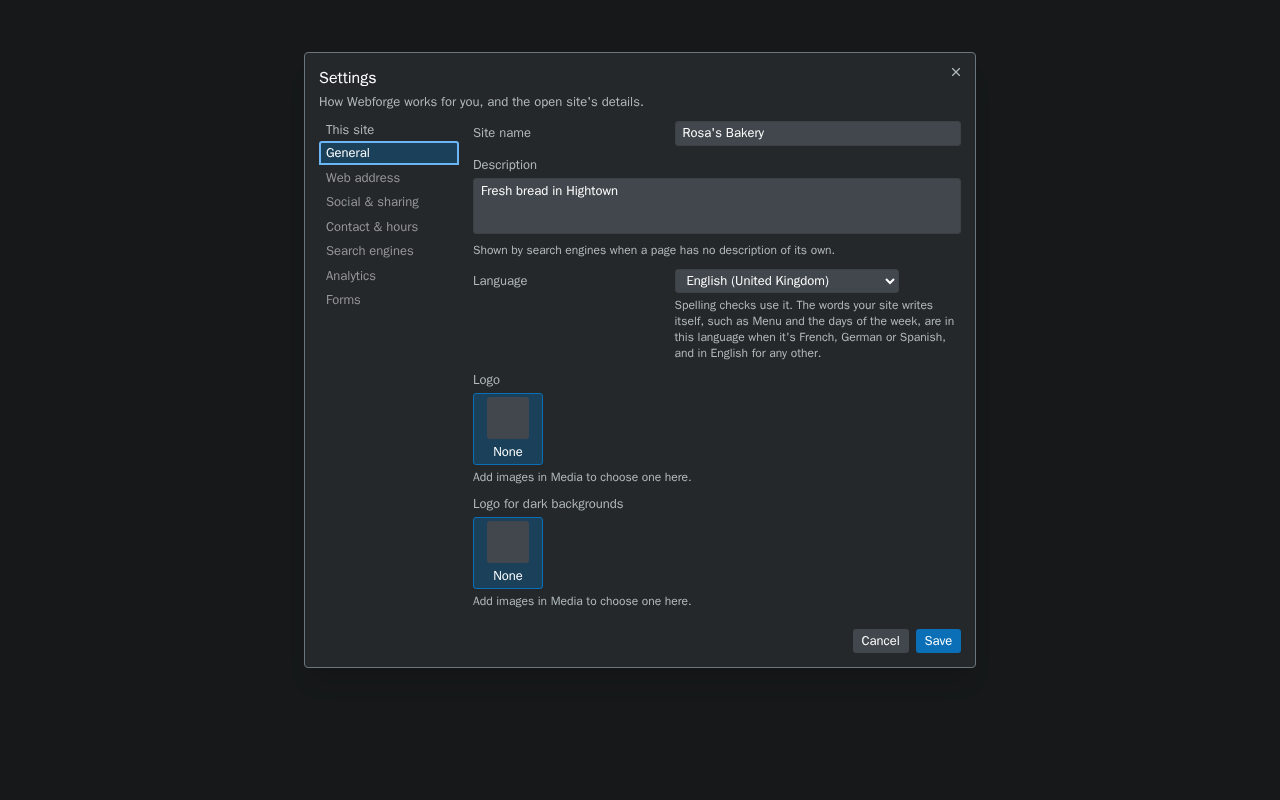 Settings
×
How Webforge works for you, and the open site's details.
This site
General
Web address
Social & sharing
Contact & hours
Search engines
Analytics
Forms
Site name
Rosa's Bakery
Description
Fresh bread in Hightown
Shown by search engines when a page has no description of its own.
Language
English (United Kingdom)
Spelling checks use it. The words your site writes
itself, such as Menu and the days of the week, are in
this language when it's French, German or Spanish,
and in English for any other.
Logo
None
Add images in Media to choose one here.
Logo for dark backgrounds
None
Add images in Media to choose one here.
Cancel
Save